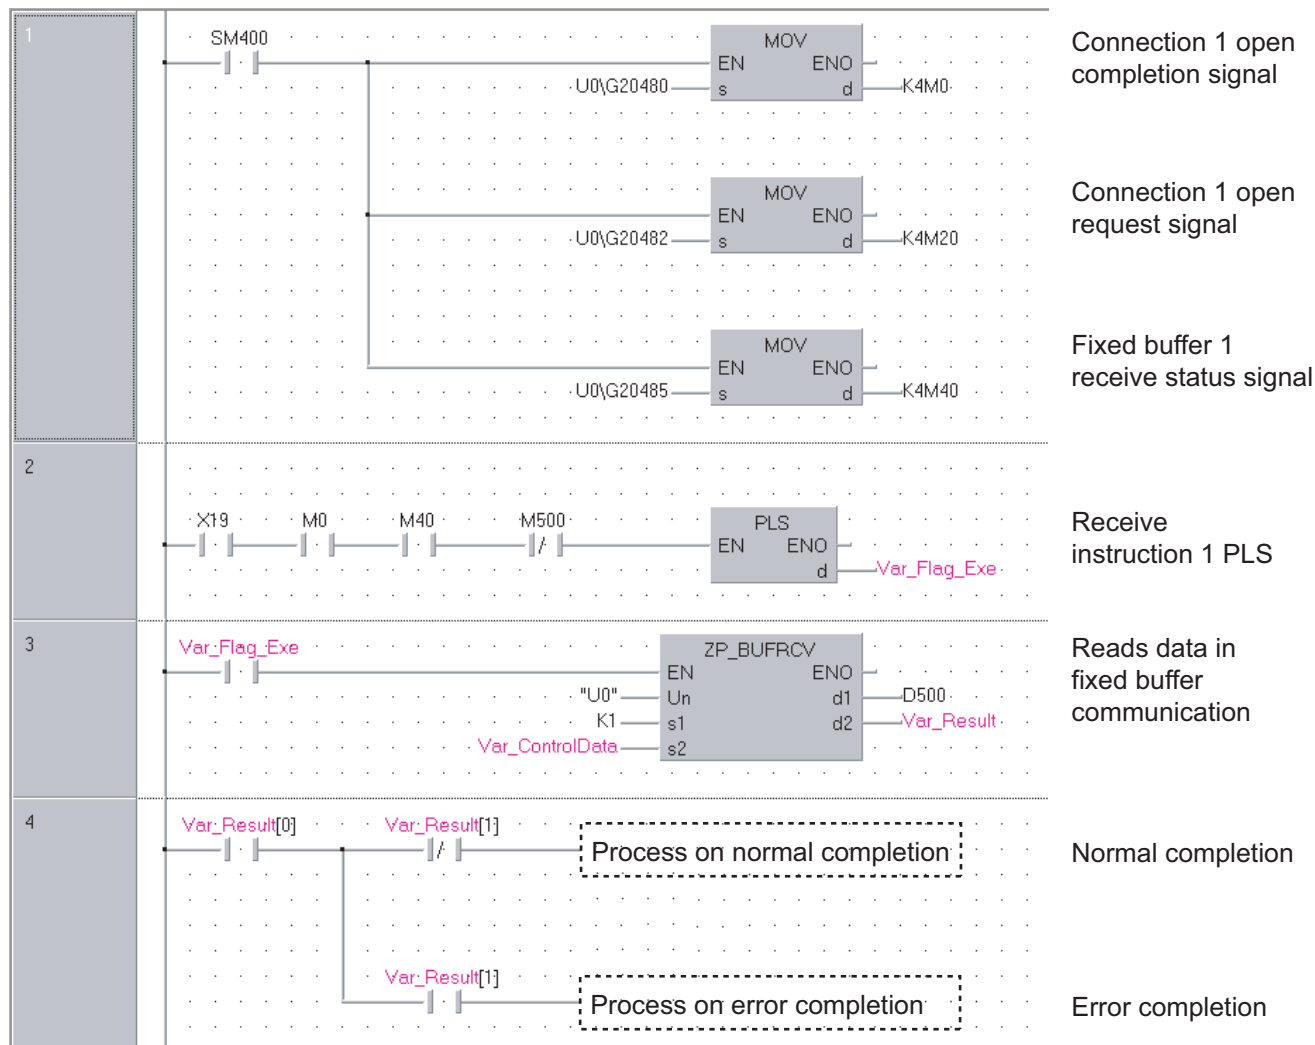 1
SM400
MOV
EN ENO
U0\G20480 s d K4M0
Connection 1 open
completion signal
MOV
EN ENO
U0\G20482 s d K4M20
Connection 1 open
request signal
MOV
EN ENO
U0\G20485 s d K4M40
Fixed buffer 1
receive status signal
2
X19 M0 M40 M500
PLS
EN ENO
d Var_Flag_Exe
Receive
instruction 1 PLS
3
Var_Flag_Exe
ZP_BUFRCV
EN ENO
"U0" Un d1 D500
K1 s1 d2 Var_Result
Var_ControlData s2
Reads data in
fixed buffer
communication
4
Var_Result[0] Var_Result[1]
Process on normal completion
Normal completion
Var_Result[1]
Process on error completion
Error completion